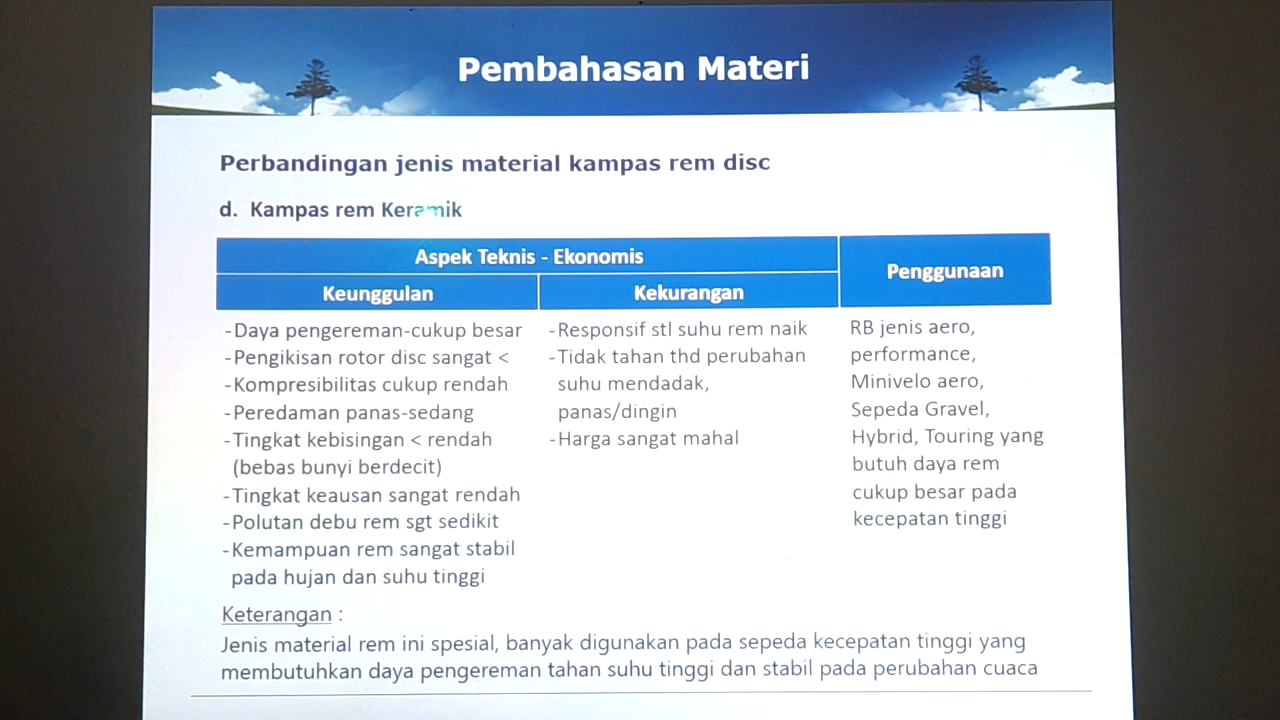 Pembahasan Materi
Perbandingan jenis material kampas rem disc
d. Kampas rem Keramik
Aspek Teknis - Ekonomis
Penggunaan
Keunggulan
Kekurangan
-Daya pengereman-cukup besar
-Pengikisan rotor disc sangat <
-Kompresibilitas cukup rendah
-Peredaman panas-sedang
-Tingkat kebisingan < rendah
(bebas bunyi berdecit)
-Tingkat keausan sangat rendah
-Polutan debu rem sgt sedikit
-Kemampuan rem sangat stabil
pada hujan dan suhu tinggi
-Responsif stl suhu rem naik
-Tidak tahan thd perubahan
suhu mendadak,
panas/dingin
-Harga sangat mahal
RB jenis aero,
performance,
Minivelo aero,
Sepeda Gravel,
Hybrid, Touring yang
butuh daya rem
cukup besar pada
kecepatan tinggi
Keterangan :
Jenis material rem ini spesial, banyak digunakan pada sepeda kecepatan tinggi yang
membutuhkan daya pengereman tahan suhu tinggi dan stabil pada perubahan cuaca